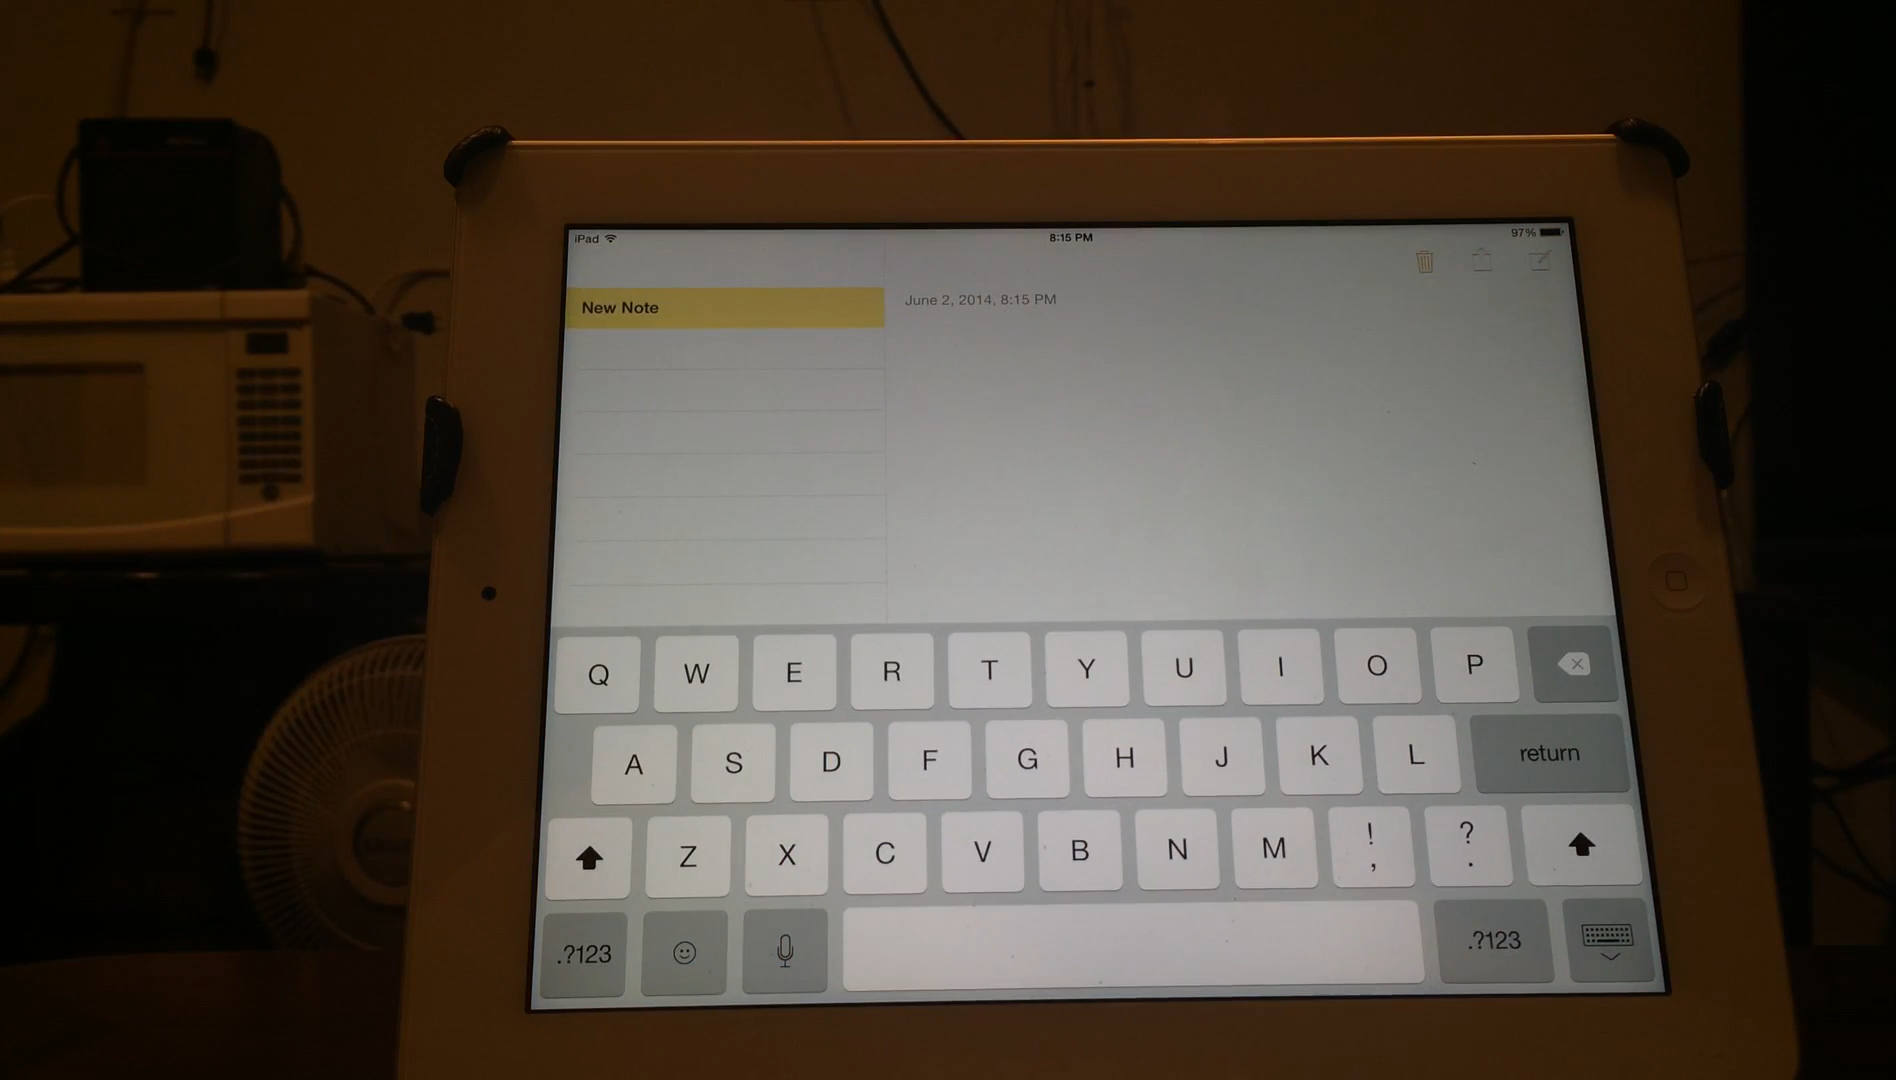 iPad 8:15 PM 97%
New Note
June 2, 2014, 8:15 PM
Q W E R T Y U I O P
A S D F G H J K L return
Z X C V B N M ! , ? .
.?123 .?123